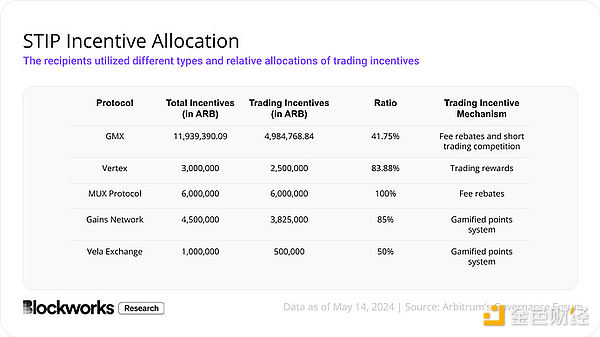 STIP Incentive Allocation
The recipients utilized different types and relative allocations of trading incentives
Protocol Total Incentives (in ARB) Trading Incentives (in ARB) Ratio Trading Incentive Mechanism
GMX 11,939,390.09 4,984,768.84 41.75% Fee rebates and short trading competition
Vertex 3,000,000 2,500,000 83.88% Trading rewards
MUX Protocol 6,000,000 6,000,000 100% Fee rebates
Gains Network 4,500,000 3,825,000 85% Gamified points system
Vela Exchange 1,000,000 500,000 50% Gamified points system
Blockworks Research
Data as of May 14, 2024 | Source: Arbitrum's Governance Forum
金色财经